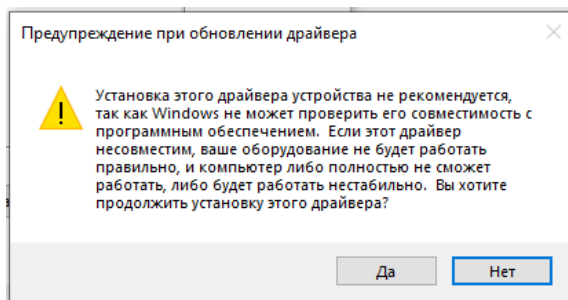 Предупреждение при обновлении драйвера
Установка этого драйвера устройства не рекомендуется,
так как Windows не может проверить его совместимость с
программным обеспечением. Если этот драйвер
несовместим, ваше оборудование не будет работать
правильно, и компьютер либо полностью не сможет
работать, либо будет работать нестабильно. Вы хотите
продолжить установку этого драйвера?
Да
Нет